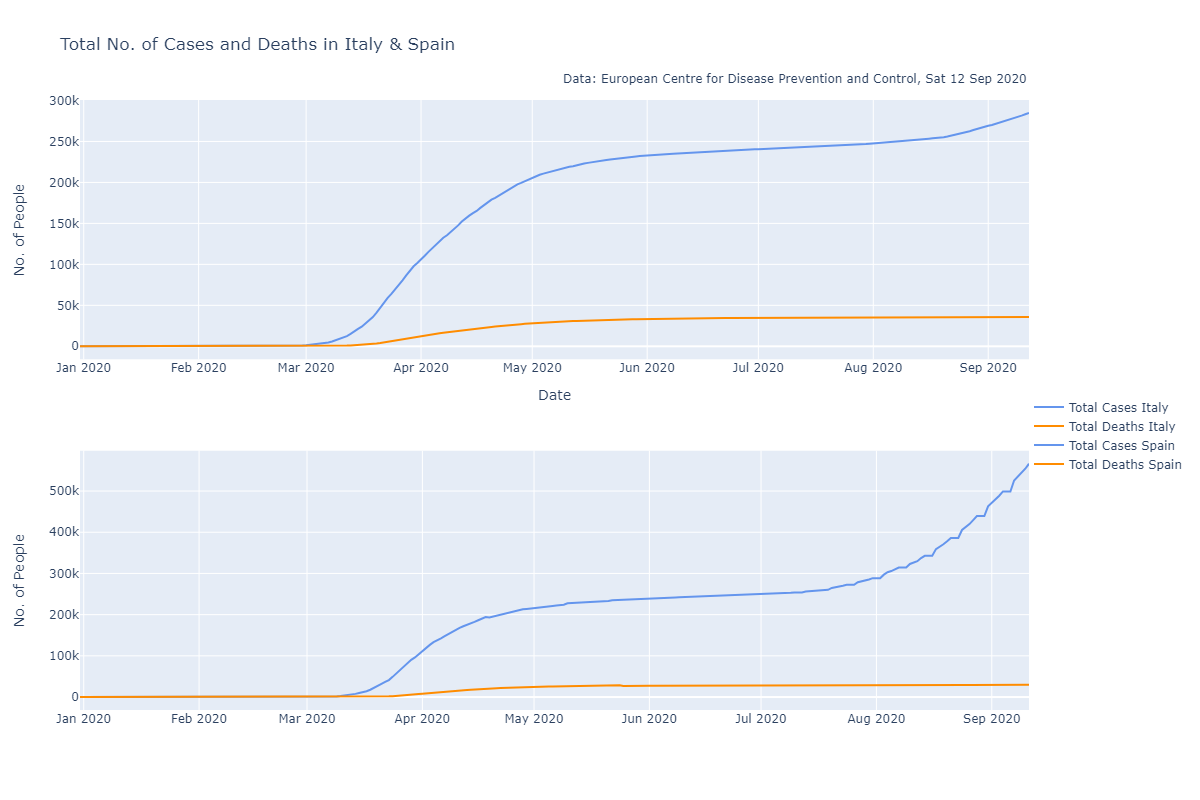 Total No. of Cases and Deaths in Italy & Spain
Data: European Centre for Disease Prevention and Control, Sat 12 Sep 2020
300k
250k
200k
150k
100k
50k
0
No. of People
Jan 2020 Feb 2020 Mar 2020 Apr 2020 May 2020 Jun 2020 Jul 2020 Aug 2020 Sep 2020
Date
Total Cases Italy
Total Deaths Italy
Total Cases Spain
Total Deaths Spain
500k
400k
300k
200k
100k
0
No. of People
Jan 2020 Feb 2020 Mar 2020 Apr 2020 May 2020 Jun 2020 Jul 2020 Aug 2020 Sep 2020